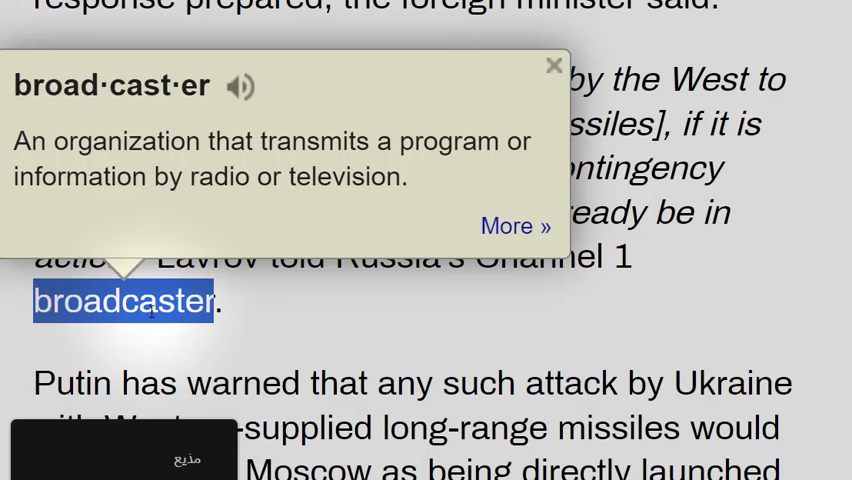 response prepared, the foreign minister said.
broad·cast·er
An organization that transmits a program or
information by radio or television.
More »
by the West to
ssiles], if it is
ontingency
ready be in
action Lavrov told Russia's Channel 1
broadcaster.
Putin has warned that any such attack by Ukraine
-supplied long-range missiles would
مذيع
Moscow as being directly launched